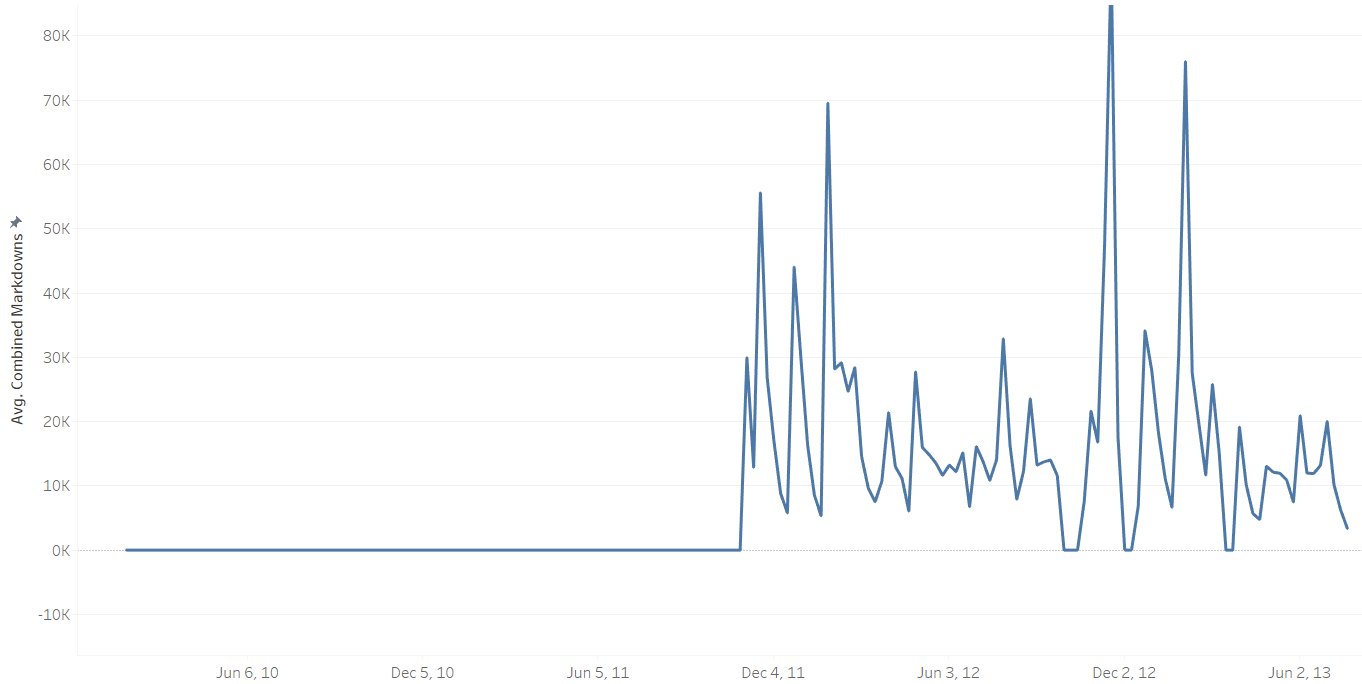 80K
70K
60K
50K
40K
30K
20K
10K
0K
-10K
Avg. Combined Markdowns
Jun 6, 10 Dec 5, 10 Jun 5, 11 Dec 4, 11 Jun 3, 12 Dec 2, 12 Jun 2, 13